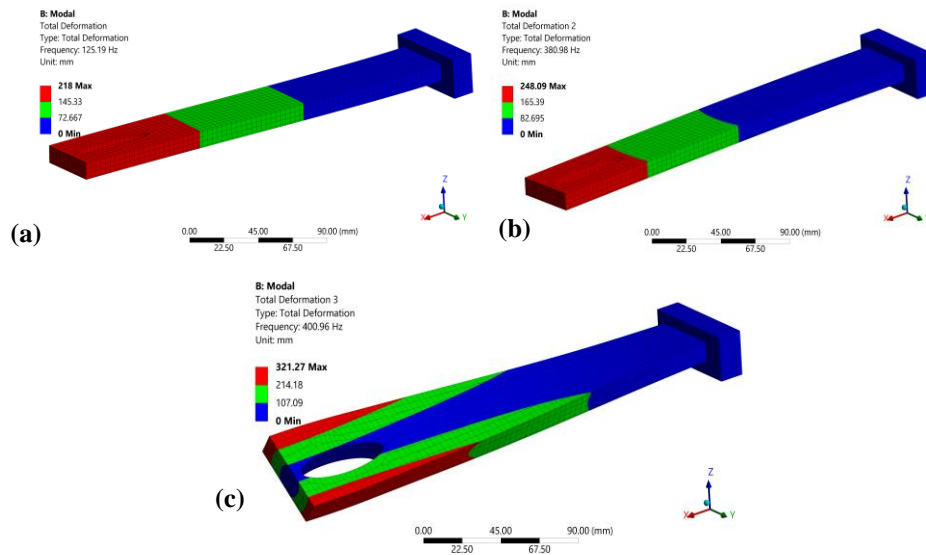 B: Modal
Total Deformation
Type: Total Deformation
Frequency: 125.19 Hz
Unit: mm
218 Max
145.33
72.667
0 Min
Z
X
Y
0.00 45.00 90.00 (mm)
22.50 67.50
(a)
B: Modal
Total Deformation 2
Type: Total Deformation
Frequency: 380.98 Hz
Unit: mm
248.09 Max
165.39
82.695
0 Min
Z
X
Y
0.00 45.00 90.00 (mm)
22.50 67.50
(b)
B: Modal
Total Deformation 3
Type: Total Deformation
Frequency: 400.96 Hz
Unit: mm
321.27 Max
214.18
107.09
0 Min
(c)
Z
X
Y
0.00 45.00 90.00 (mm)
22.50 67.50